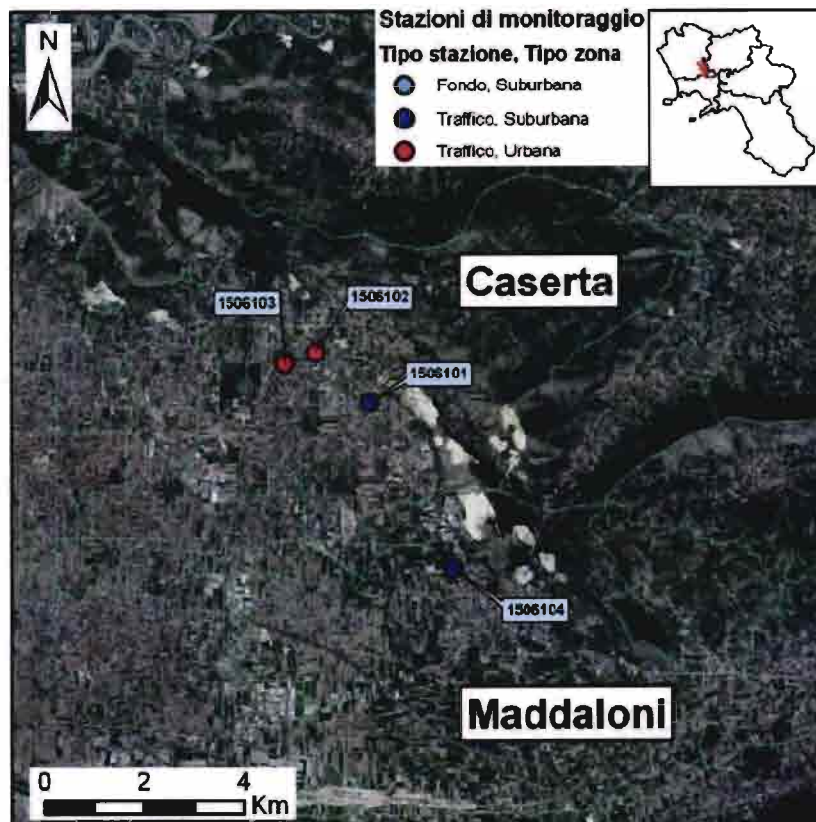 Stazioni di monitoraggio
Tipo stazione, Tipo zona
Fondo, Suburbana
Traffico, Suburbana
Traffico, Urbana
N
Caserta
1506103
1506102
1506101
1506104
Maddaloni
0 2 4
Km